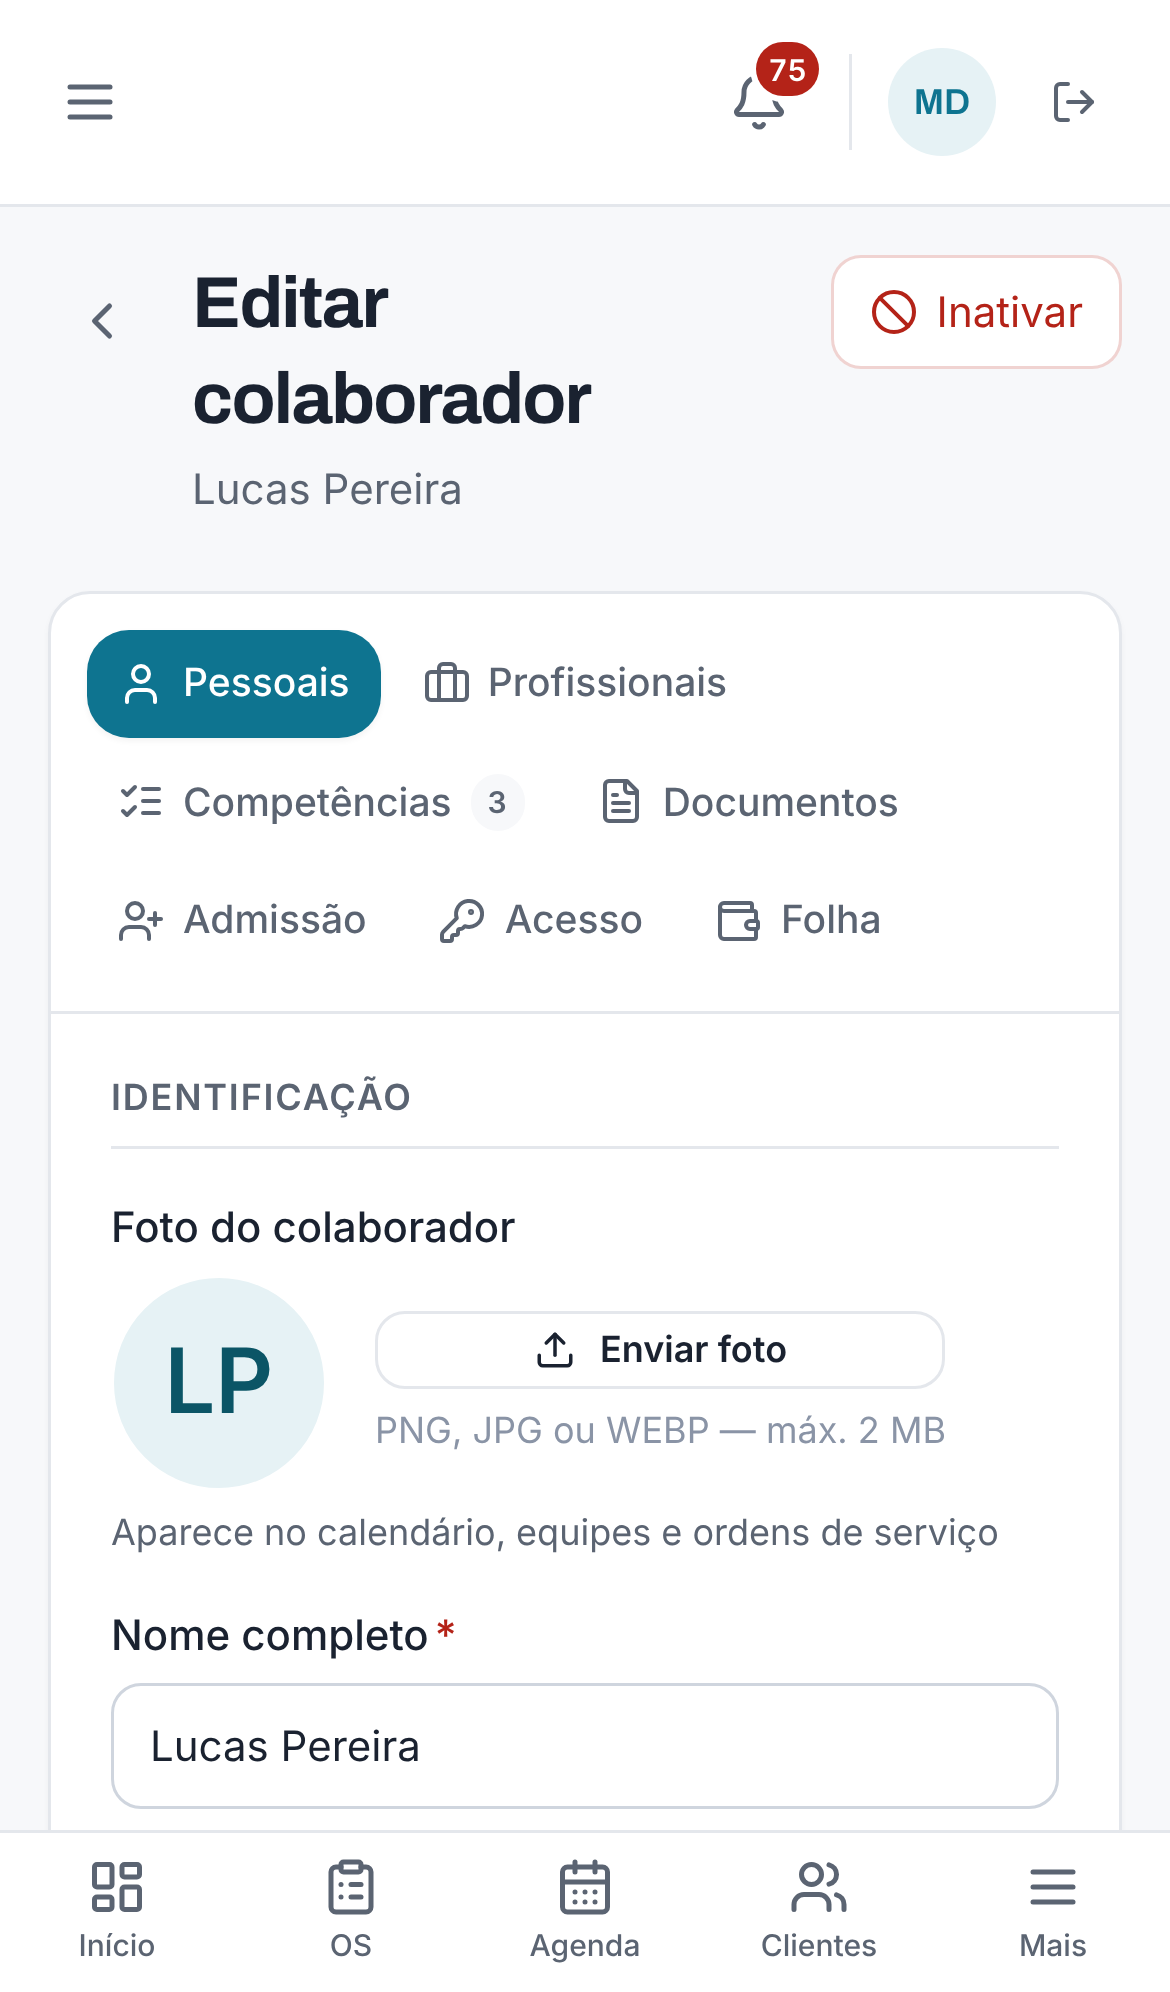 75
MD
Editar
colaborador
Inativar
Lucas Pereira
Pessoais
Profissionais
Competências 3
Documentos
Admissão
Acesso
Folha
IDENTIFICAÇÃO
Foto do colaborador
LP
Enviar foto
PNG, JPG ou WEBP — máx. 2 MB
Aparece no calendário, equipes e ordens de serviço
Nome completo *
Lucas Pereira
Início
OS
Agenda
Clientes
Mais